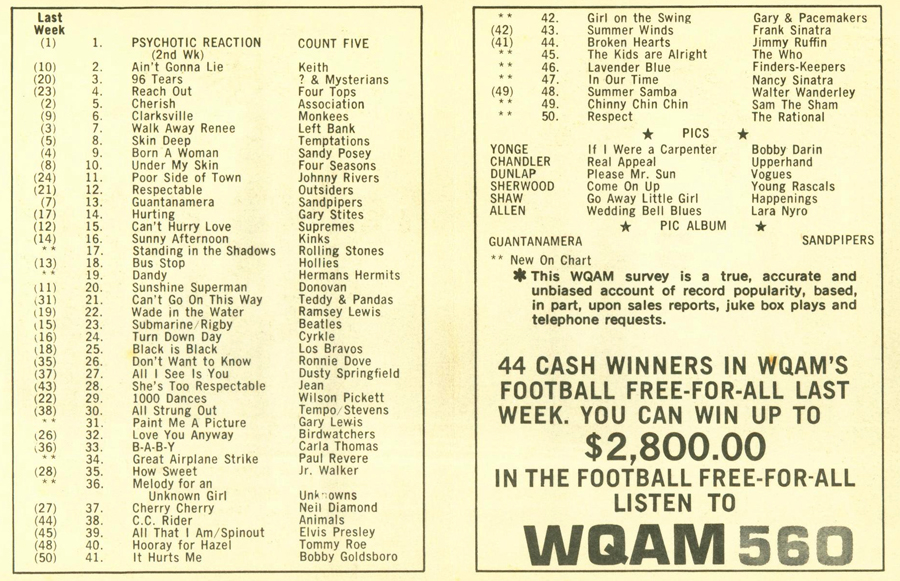 Last
Week
(1) 1. PSYCHOTIC REACTION COUNT FIVE
(2nd Wk)
(10) 2. Ain't Gonna Lie Keith
(20) 3. 96 Tears ? & Mysterians
(23) 4. Reach Out Four Tops
(2) 5. Cherish Association
(9) 6. Clarksville Monkees
(3) 7. Walk Away Renee Left Bank
(5) 8. Skin Deep Temptations
(4) 9. Born A Woman Sandy Posey
(8) 10. Under My Skin Four Seasons
(24) 11. Poor Side of Town Johnny Rivers
(21) 12. Respectable Outsiders
(7) 13. Guantanamera Sandpipers
(17) 14. Hurting Gary Stites
(12) 15. Can't Hurry Love Supremes
(14) 16. Sunny Afternoon Kinks
** 17. Standing in the Shadows Rolling Stones
(13) 18. Bus Stop Hollies
** 19. Dandy Hermans Hermits
(11) 20. Sunshine Superman Donovan
(31) 21. Can't Go On This Way Teddy & Pandas
(19) 22. Wade in the Water Ramsey Lewis
(15) 23. Submarine/Rigby Beatles
(16) 24. Turn Down Day Cyrkle
(18) 25. Black is Black Los Bravos
(35) 26. Don't Want to Know Ronnie Dove
(37) 27. All I See Is You Dusty Springfield
(43) 28. She's Too Respectable Jean
(22) 29. 1000 Dances Wilson Pickett
(38) 30. All Strung Out Tempo/Stevens
** 31. Paint Me A Picture Gary Lewis
(26) 32. Love You Anyway Birdwatchers
(36) 33. B-A-B-Y Carla Thomas
** 34. Great Airplane Strike Paul Revere
(28) 35. How Sweet Jr. Walker
** 36. Melody for an
Unknown Girl Unknowns
(27) 37. Cherry Cherry Neil Diamond
(44) 38. C.C. Rider Animals
(45) 39. All That I Am/Spinout Elvis Presley
(48) 40. Hooray for Hazel Tommy Roe
(50) 41. It Hurts Me Bobby Goldsboro
** 42. Girl on the Swing Gary & Pacemakers
(42) 43. Summer Winds Frank Sinatra
(41) 44. Broken Hearts Jimmy Ruffin
** 45. The Kids are Alright The Who
** 46. Lavender Blue Finders-Keepers
** 47. In Our Time Nancy Sinatra
(49) 48. Summer Samba Walter Wanderley
** 49. Chinny Chin Chin Sam The Sham
** 50. Respect The Rational
★ PICS ★
YONGE If I Were a Carpenter Bobby Darin
CHANDLER Real Appeal Upperhand
DUNLAP Please Mr. Sun Vogues
SHERWOOD Come On Up Young Rascals
SHAW Go Away Little Girl Happenings
ALLEN Wedding Bell Blues Lara Nyro
★ PIC ALBUM ★
GUANTANAMERA SANDPIPERS
** New On Chart
✱ This WQAM survey is a true, accurate and
unbiased account of record popularity, based,
in part, upon sales reports, juke box plays and
telephone requests.
44 CASH WINNERS IN WQAM'S
FOOTBALL FREE-FOR-ALL LAST
WEEK. YOU CAN WIN UP TO
$2,800.00
IN THE FOOTBALL FREE-FOR-ALL
LISTEN TO
WQAM 560